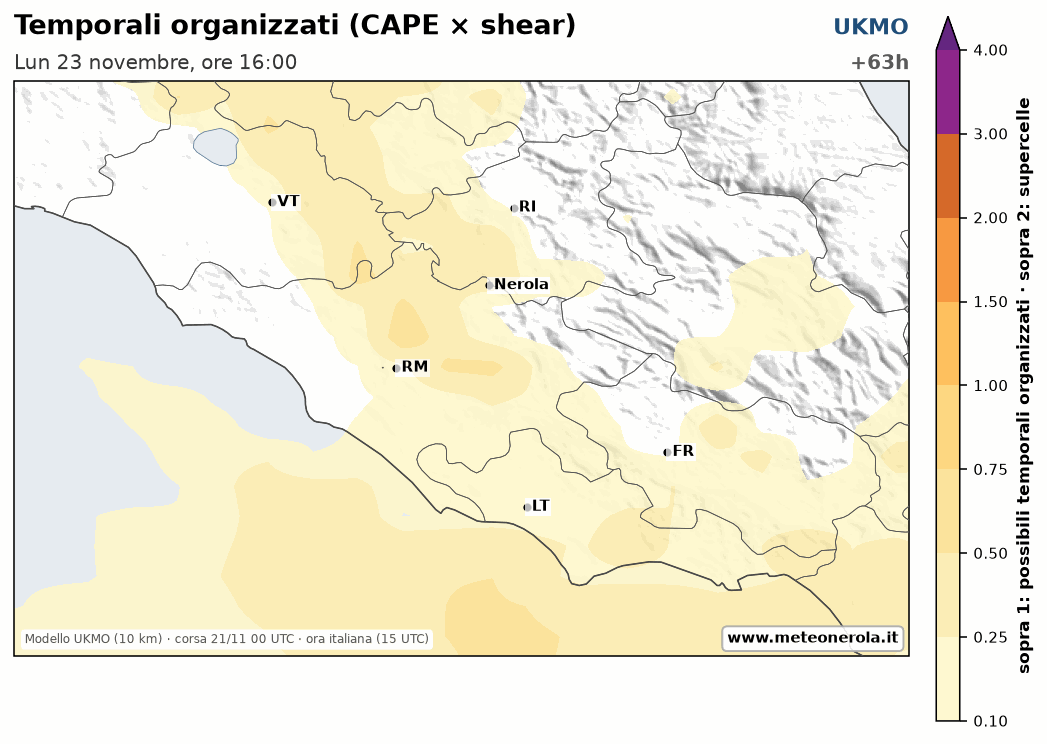 Temporali organizzati (CAPE × shear)
UKMO
Lun 23 novembre, ore 16:00
+63h
VT
RI
Nerola
RM
FR
LT
Modello UKMO (10 km) · corsa 21/11 00 UTC · ora italiana (15 UTC)
www.meteonerola.it
4.00
3.00
2.00
1.50
1.00
0.75
0.50
0.25
0.10
sopra 1: possibili temporali organizzati · sopra 2: supercelle